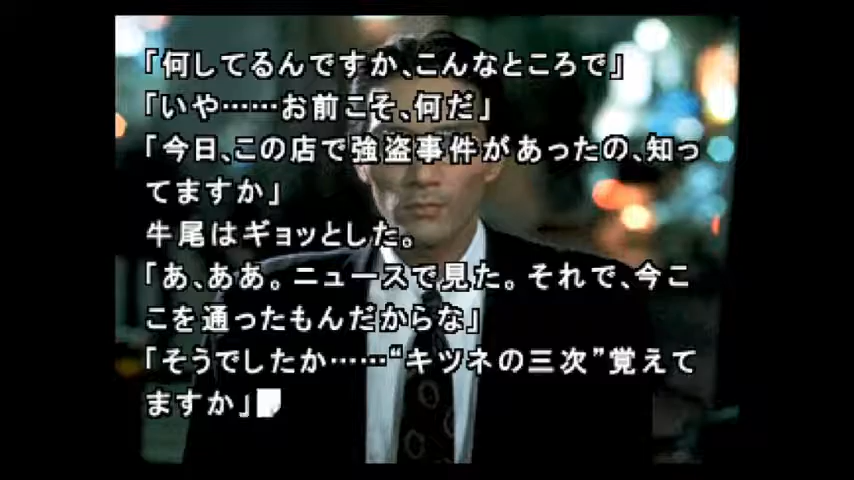 「何してるんですか、こんなところで」
「いや……お前こそ、何だ」
「今日、この店で強盗事件があったの、知っ
てますか」
牛尾はギョッとした。
「あ、ああ。ニュースで見た。それで、今こ
こを通ったもんだからな」
「そうでしたか……“キツネの三次”覚えて
ますか」